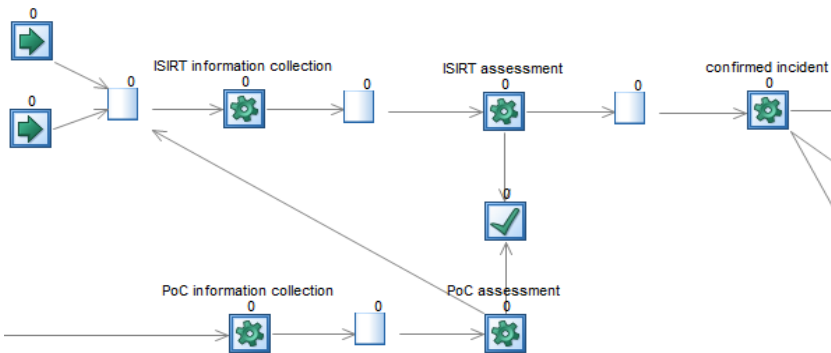 0
0
0
ISIRT information collection
0
0
ISIRT assessment
0
0
confirmed incident
0
0
PoC information collection
0
0
PoC assessment
0